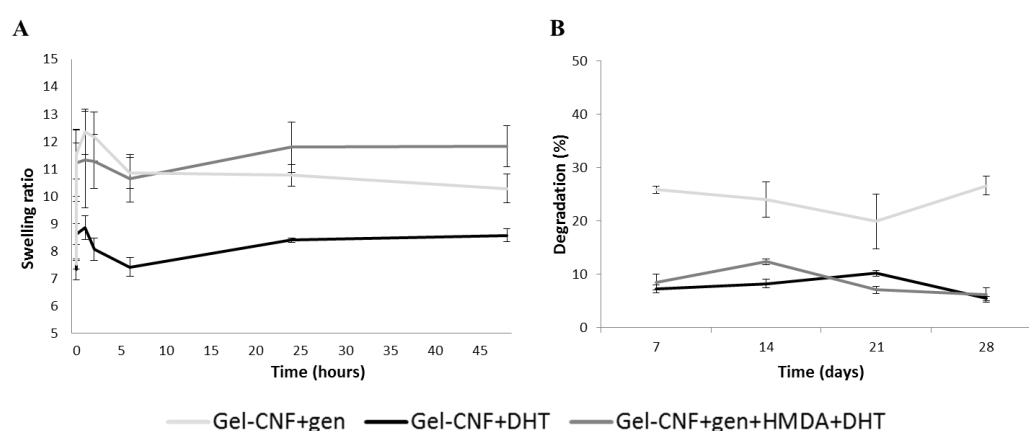 A
15
14
13
12
11
10
9
8
7
6
5
Swelling ratio
0 5 10 15 20 25 30 35 40 45
Time (hours)
B
50
40
30
20
10
0
Degradation (%)
7 14 21 28
Time (days)
Gel-CNF+gen Gel-CNF+DHT Gel-CNF+gen+HMDA+DHT